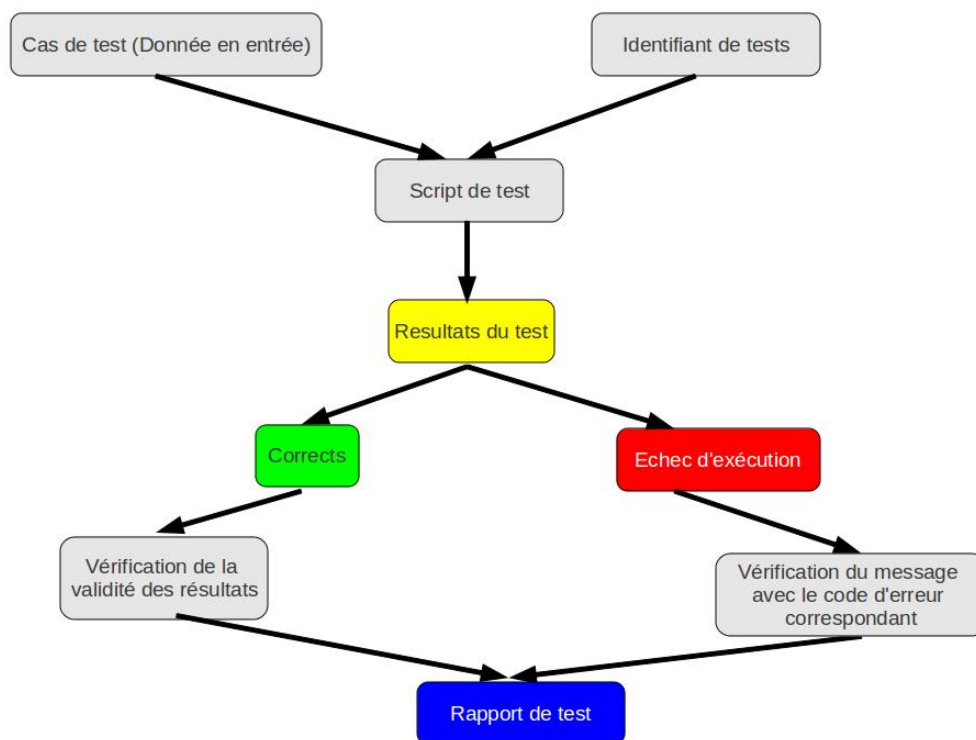 Cas de test (Donnée en entrée)
Identifiant de tests
Script de test
Resultats du test
Corrects
Echec d'exécution
Vérification de la
validité des résultats
Vérification du message
avec le code d'erreur
correspondant
Rapport de test